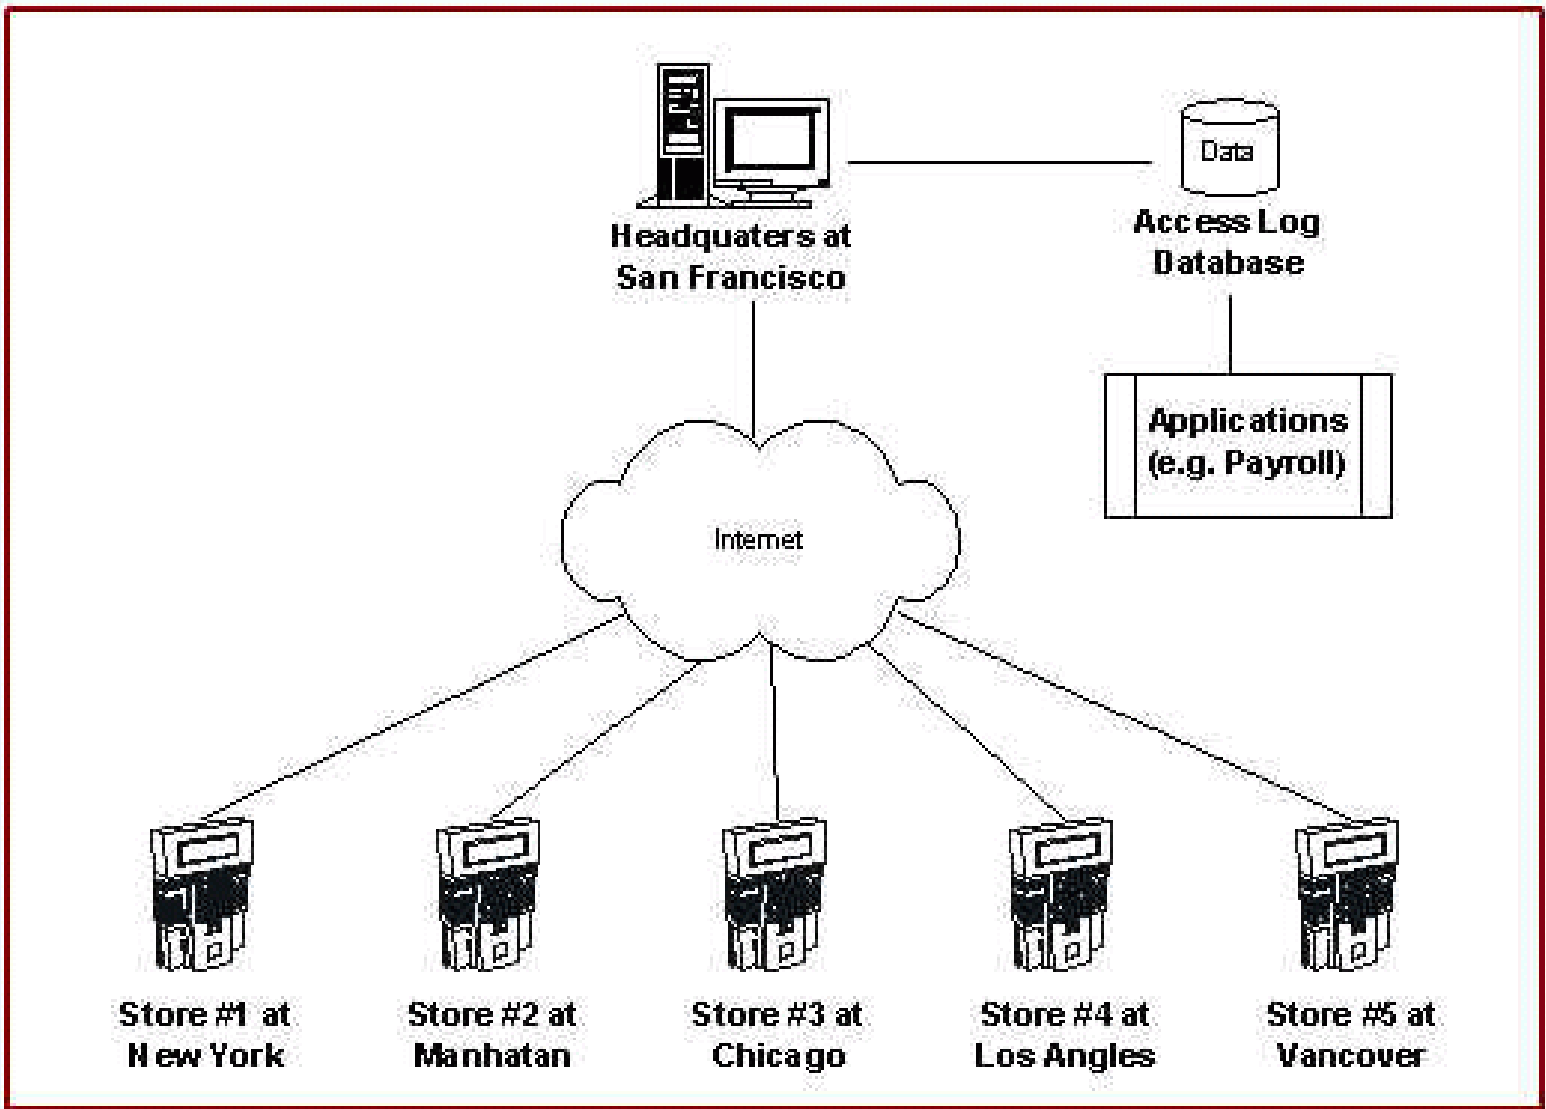 Data
Headquaters at
San Francisco
Access Log
Database
Applications
(e.g. Payroll)
Internet
Store #1 at
New York
Store #2 at
Manhatan
Store #3 at
Chicago
Store #4 at
Los Angles
Store #5 at
Vancover